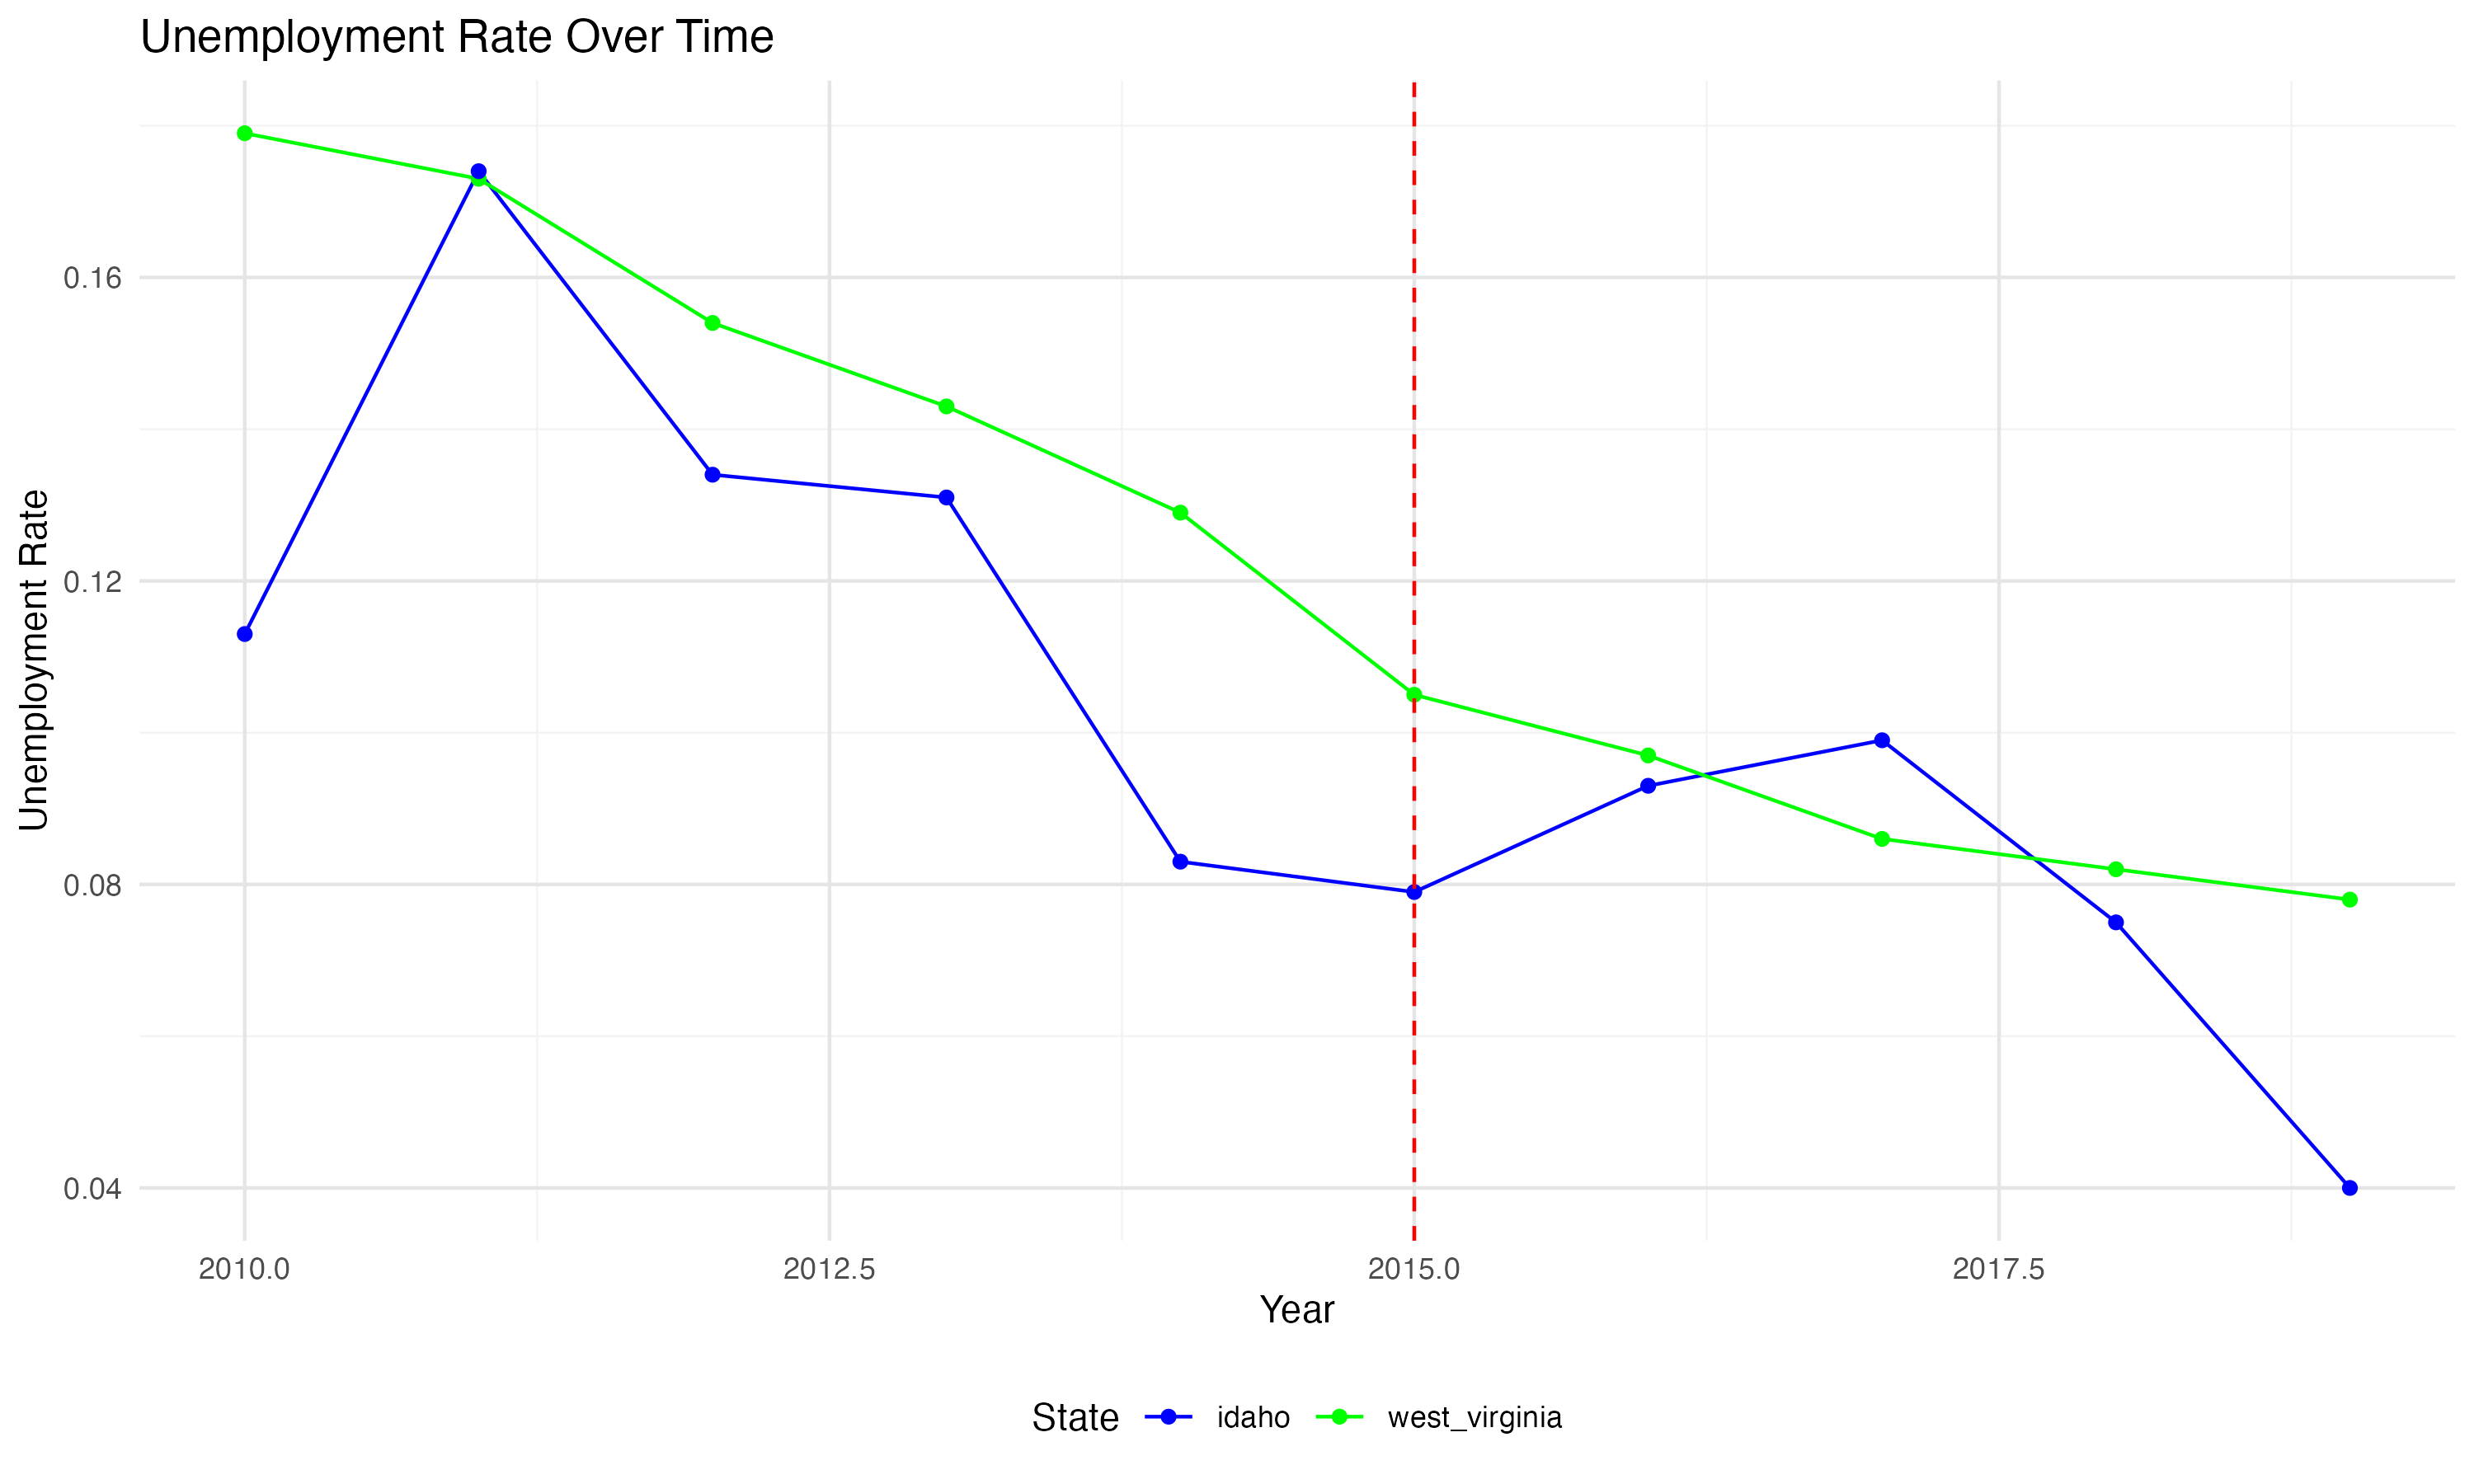 Unemployment Rate Over Time
Unemployment Rate
0.16
0.12
0.08
0.04
2010.0 2012.5 2015.0 2017.5
Year
State idaho west_virginia